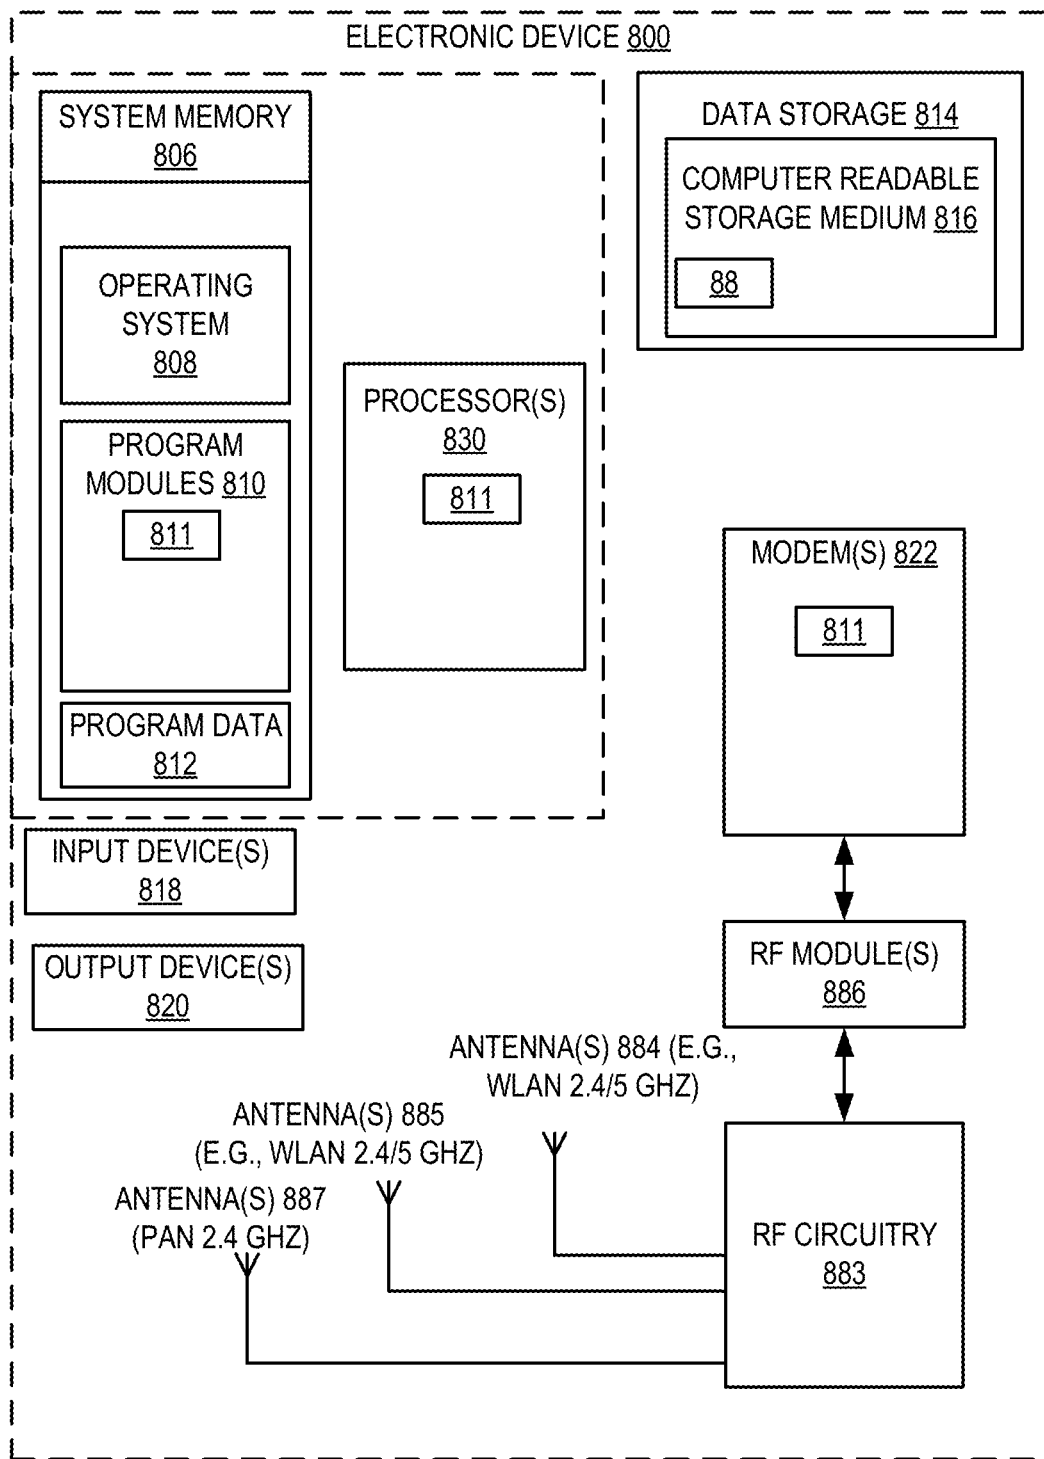 ELECTRONIC DEVICE 800
SYSTEM MEMORY
806
OPERATING
SYSTEM
808
PROGRAM
MODULES 810
811
PROGRAM DATA
812
PROCESSOR(S)
830
811
DATA STORAGE 814
COMPUTER READABLE
STORAGE MEDIUM 816
88
MODEM(S) 822
811
INPUT DEVICE(S)
818
OUTPUT DEVICE(S)
820
RF MODULE(S)
886
ANTENNA(S) 884 (E.G.,
WLAN 2.4/5 GHZ)
ANTENNA(S) 885
(E.G., WLAN 2.4/5 GHZ)
ANTENNA(S) 887
(PAN 2.4 GHZ)
RF CIRCUITRY
883